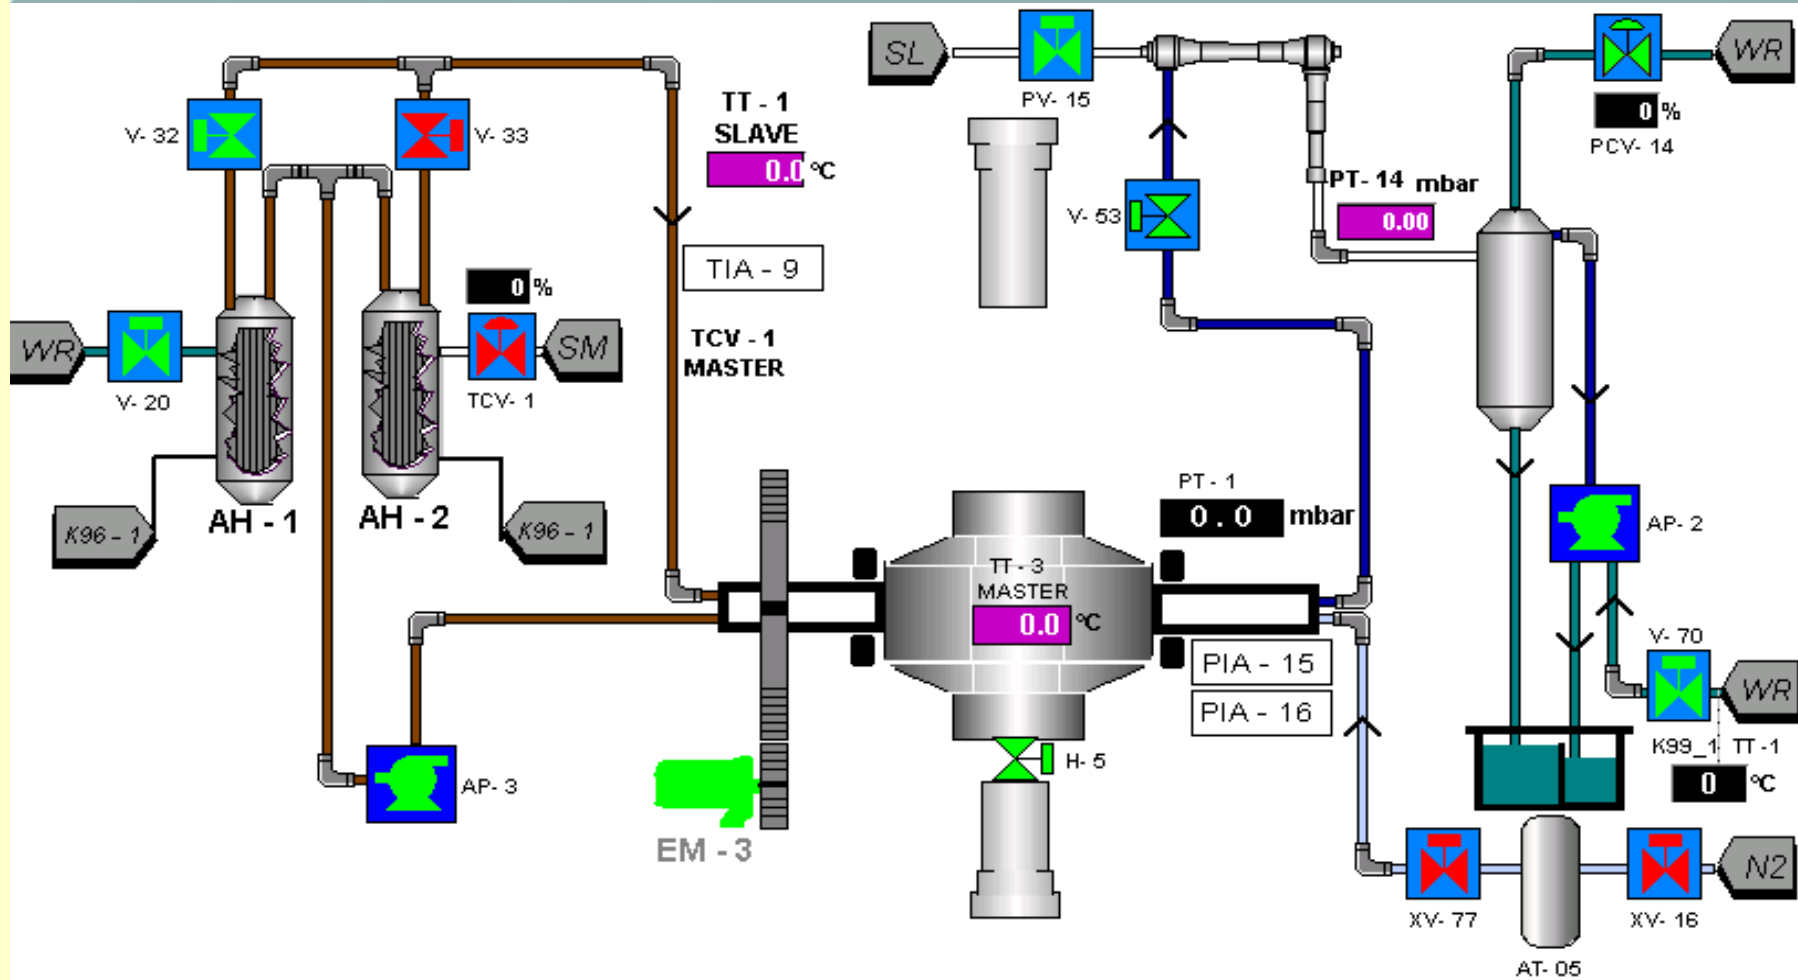 SL
WR
PV- 15
TT - 1
SLAVE
0.0 °C
0 %
PCV- 14
V- 32
V- 33
PT- 14 mbar
0.00
V- 53
TIA - 9
0 %
TCV - 1
MASTER
WR
SM
V- 20
TCV- 1
PT - 1
0.0 mbar
AH - 1
AH - 2
K96 - 1
K96 - 1
AP- 2
TT - 3
MASTER
0.0 °C
PIA - 15
PIA - 16
V- 70
WR
K99_1 TT -1
0 °C
H- 5
AP- 3
EM - 3
N2
XV- 77
XV- 16
AT- 05